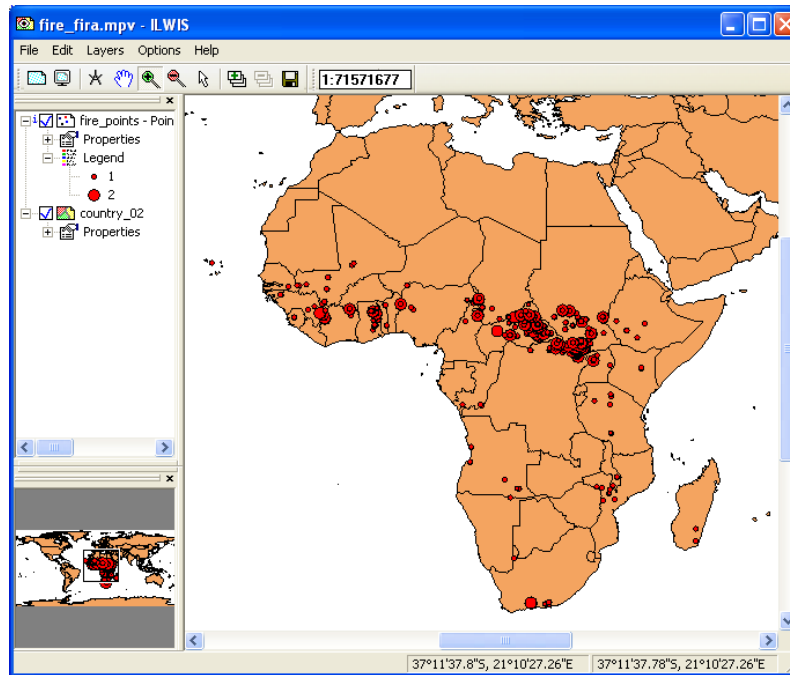 fire_fira.mpv - ILWIS
File Edit Layers Options Help
1:71571677
fire_points - Poin
Properties
Legend
1
2
country_02
Properties
37°11'37.8"S, 21°10'27.26"E 37°11'37.78"S, 21°10'27.26"E